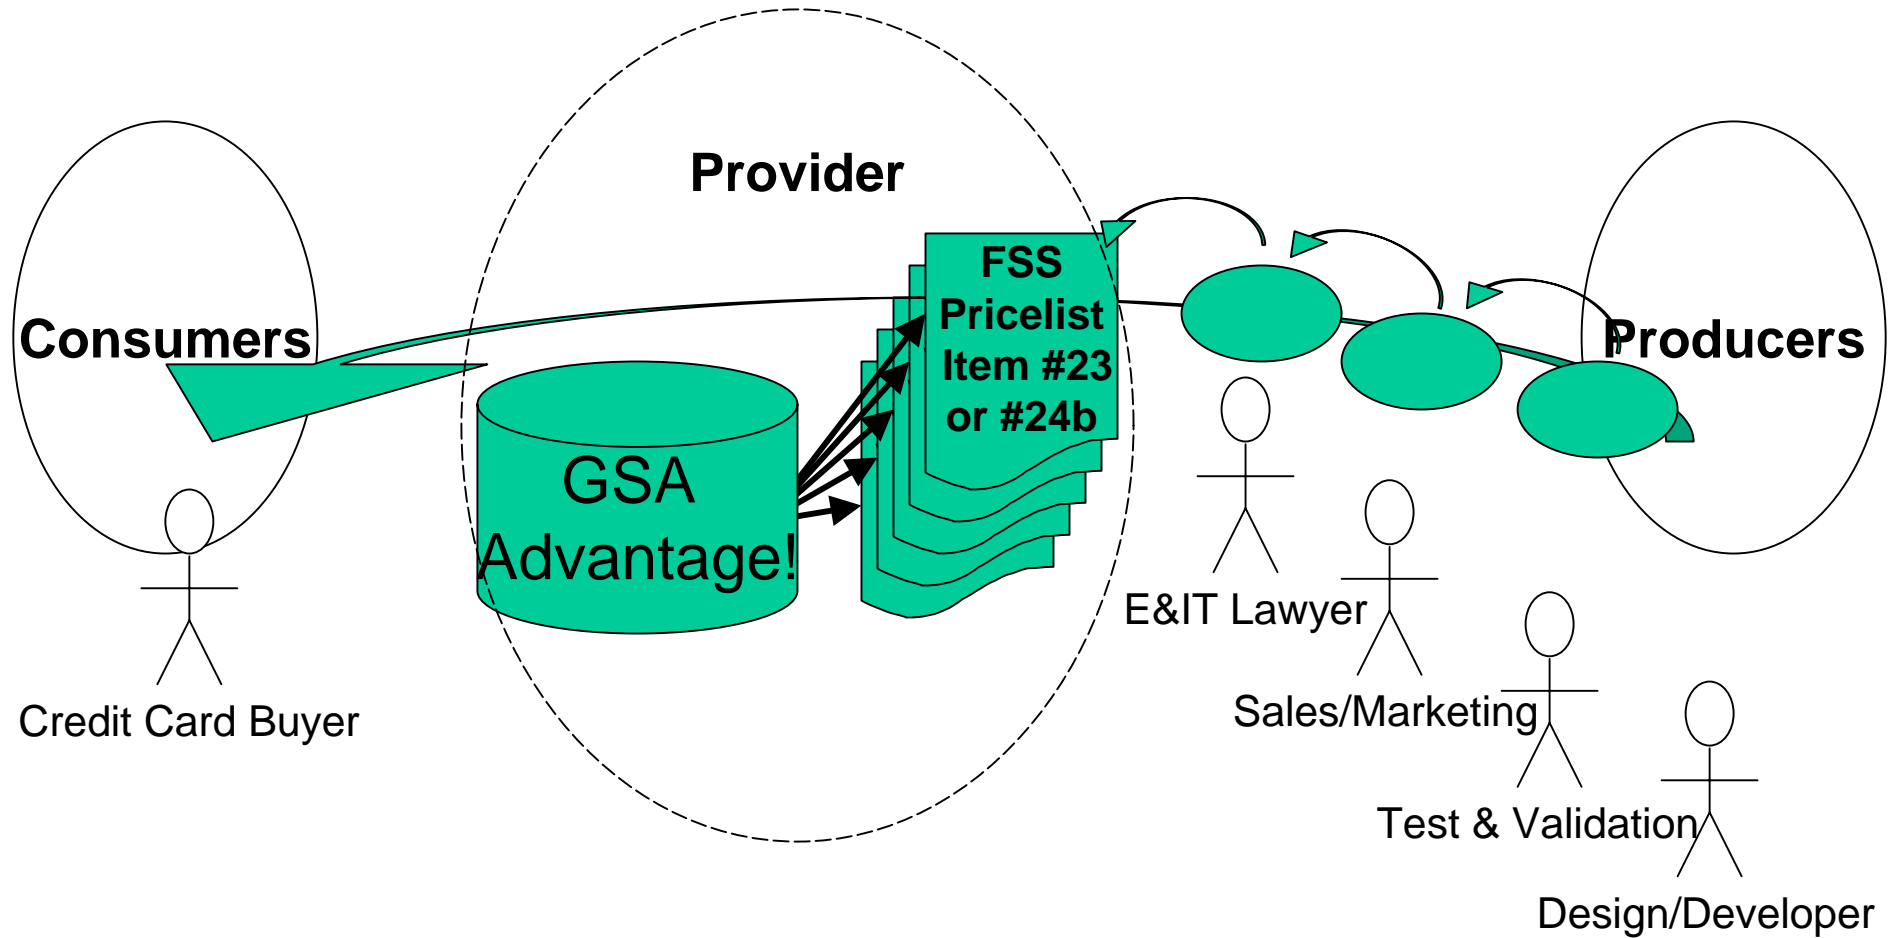 Provider
Consumers
FSS
Pricelist
Item #23
or #24b
Producers
GSA
Advantage!
E&IT Lawyer
Credit Card Buyer
Sales/Marketing
Test & Validation
Design/Developer